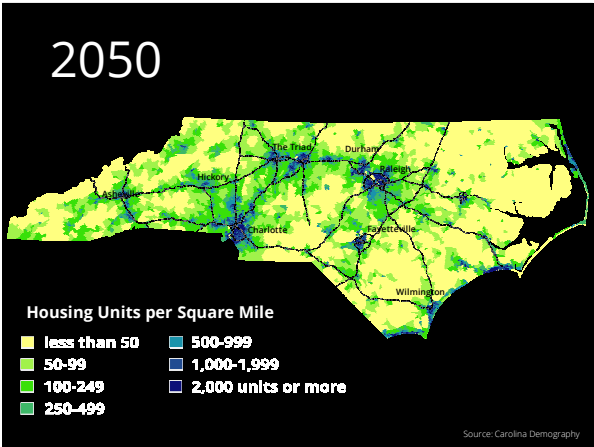 2050
The Triad
Durham
Raleigh
Hickory
Asheville
Charlotte
Fayetteville
Wilmington
Housing Units per Square Mile
less than 50
50-99
100-249
250-499
500-999
1,000-1,999
2,000 units or more
Source: Carolina Demography